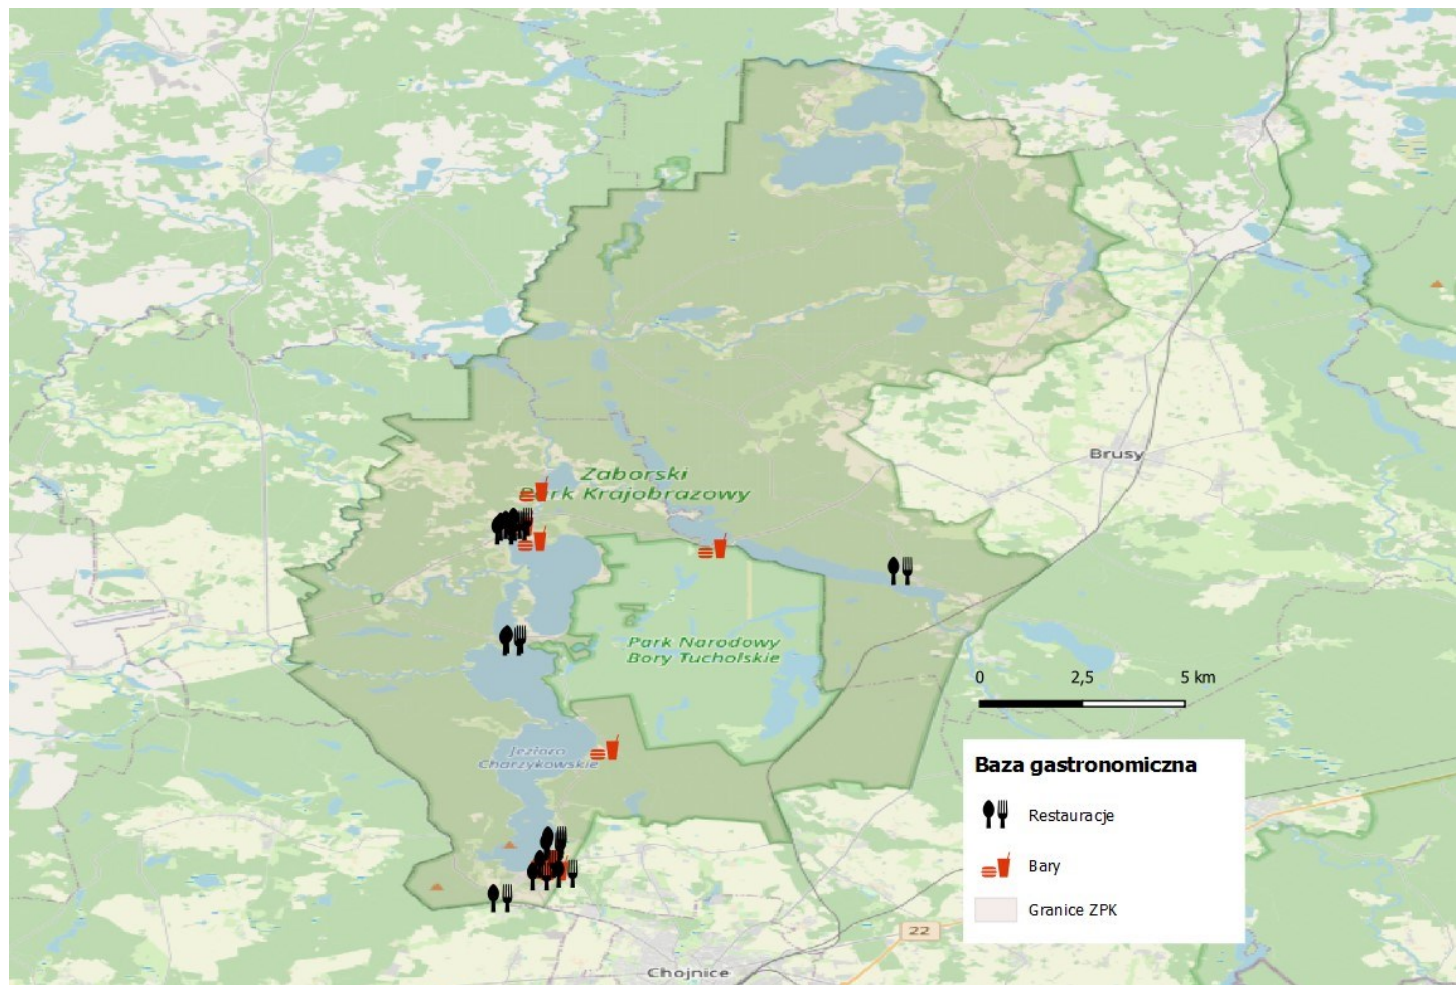 Zaborski
Park Krajobrazowy
Brusy
Park Narodowy
Bory Tucholskie
0 2,5 5 km
Jezioro
Charzykowskie
Baza gastronomiczna
Restauracje
Bary
Granice ZPK
22
Chojnice